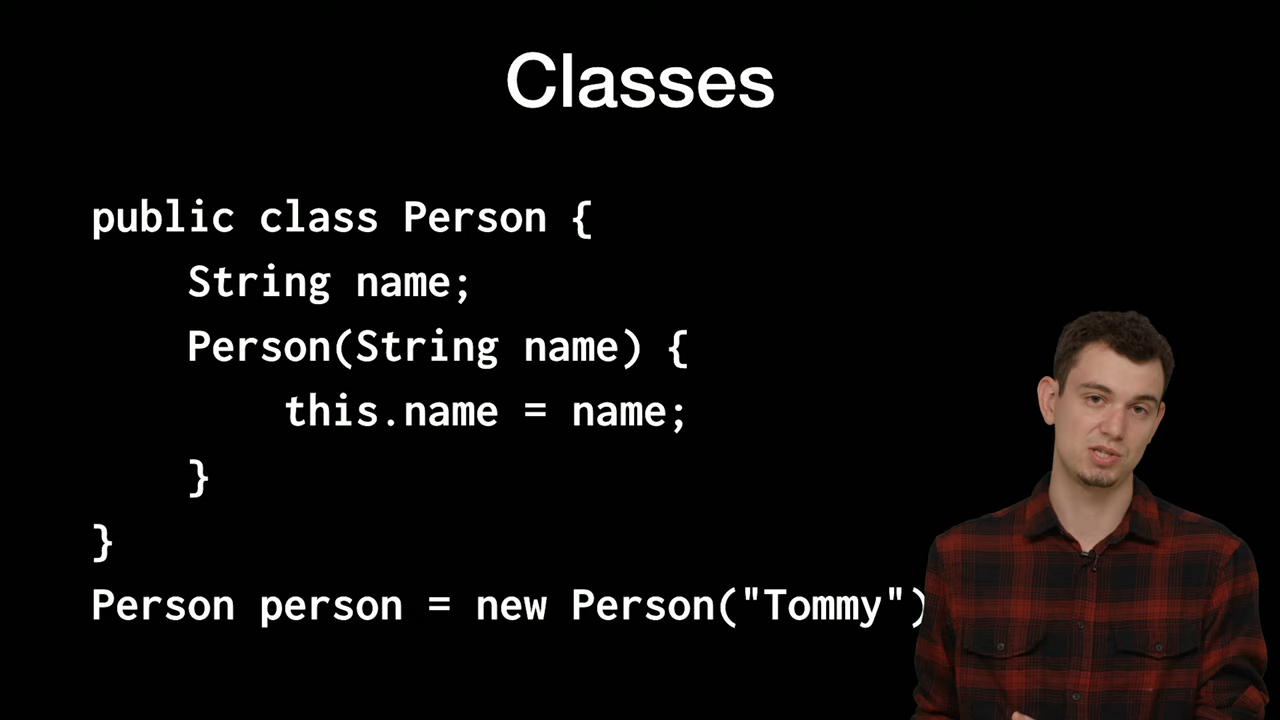 Classes
public class Person {
String name;
Person(String name) {
this.name = name;
}
}
Person person = new Person("Tommy")